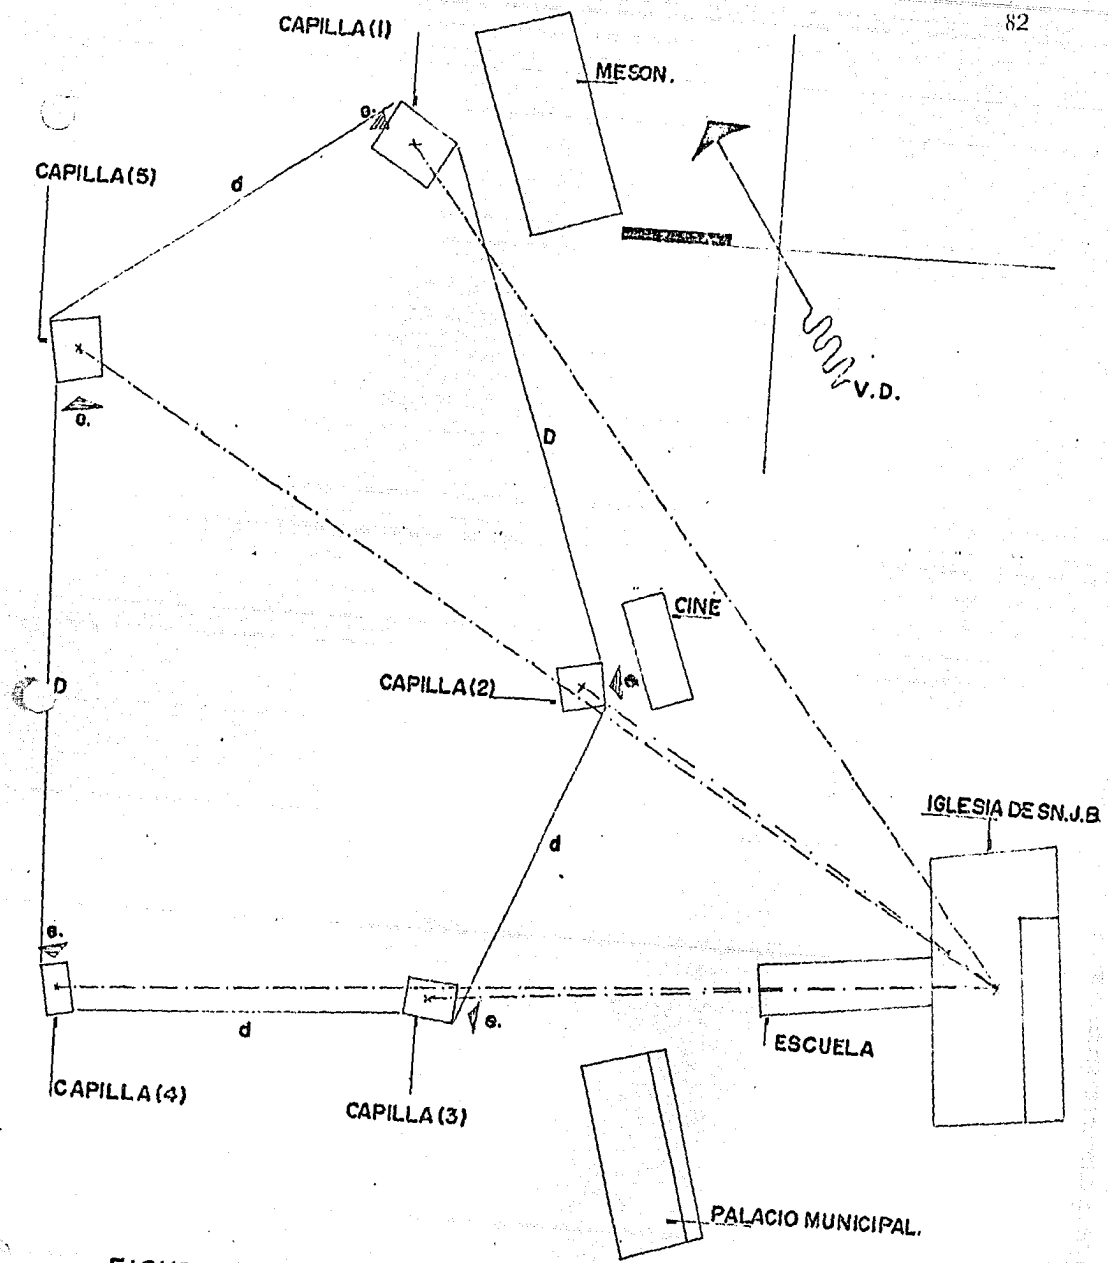 82
CAPILLA (1)
MESON.
o.
CAPILLA (5)
d
V.D.
o.
D
CINE
CAPILLA (2)
e.
D
IGLESIA DE SN. J.B.
d
e.
e.
d
ESCUELA
CAPILLA (4)
CAPILLA (3)
PALACIO MUNICIPAL.